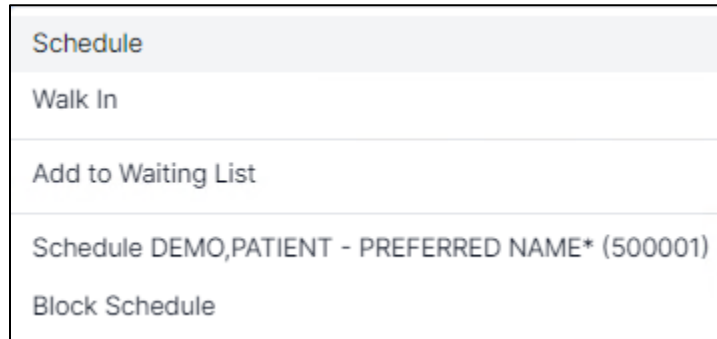 Schedule
Walk In
Add to Waiting List
Schedule DEMO,PATIENT - PREFERRED NAME* (500001)
Block Schedule